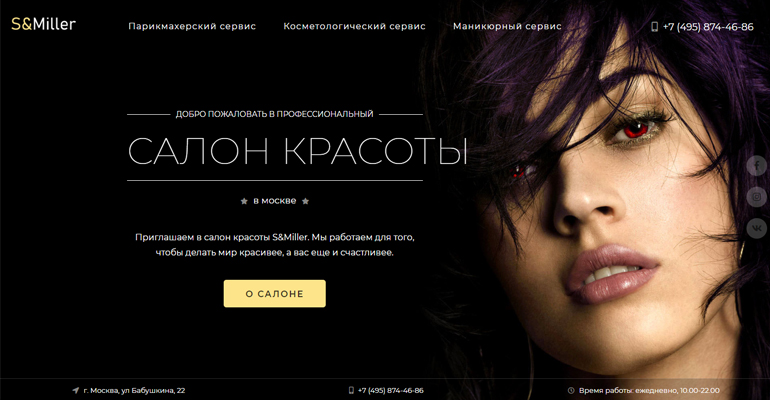 S&Miller
Парикмахерский сервис
Косметологический сервис
Маникюрный сервис
+7 (495) 874-46-86
ДОБРО ПОЖАЛОВАТЬ В ПРОФЕССИОНАЛЬНЫЙ
САЛОН КРАСОТЫ
в москве
Приглашаем в салон красоты S&Miller. Мы работаем для того,
чтобы делать мир красивее, а вас еще и счастливее.
О САЛОНЕ
г. Москва, ул Бабушкина, 22
+7 (495) 874-46-86
Время работы: ежедневно, 10.00-22.00